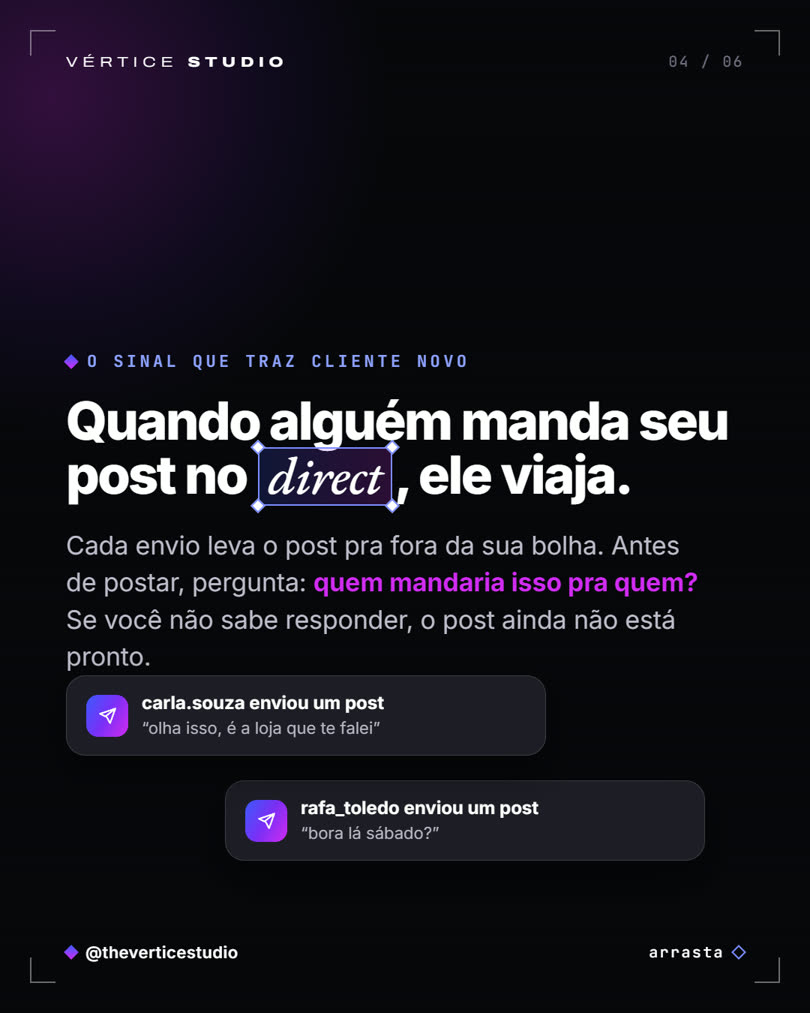 VÉRTICE STUDIO
04 / 06
O SINAL QUE TRAZ CLIENTE NOVO
Quando alguém manda seu
post no direct, ele viaja.
Cada envio leva o post pra fora da sua bolha. Antes
de postar, pergunta: quem mandaria isso pra quem?
Se você não sabe responder, o post ainda não está
pronto.
carla.souza enviou um post
“olha isso, é a loja que te falei”
rafa_toledo enviou um post
“bora lá sábado?”
@theverticestudio
arrasta